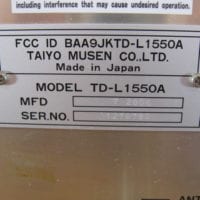 including interference that may cause undesired operation.
FCC ID BAA9JKTD-L1550A
TAIYO MUSEN CO.,LTD.
Made in Japan
MODEL TD-L1550A
MFD
SER.NO.
ANT